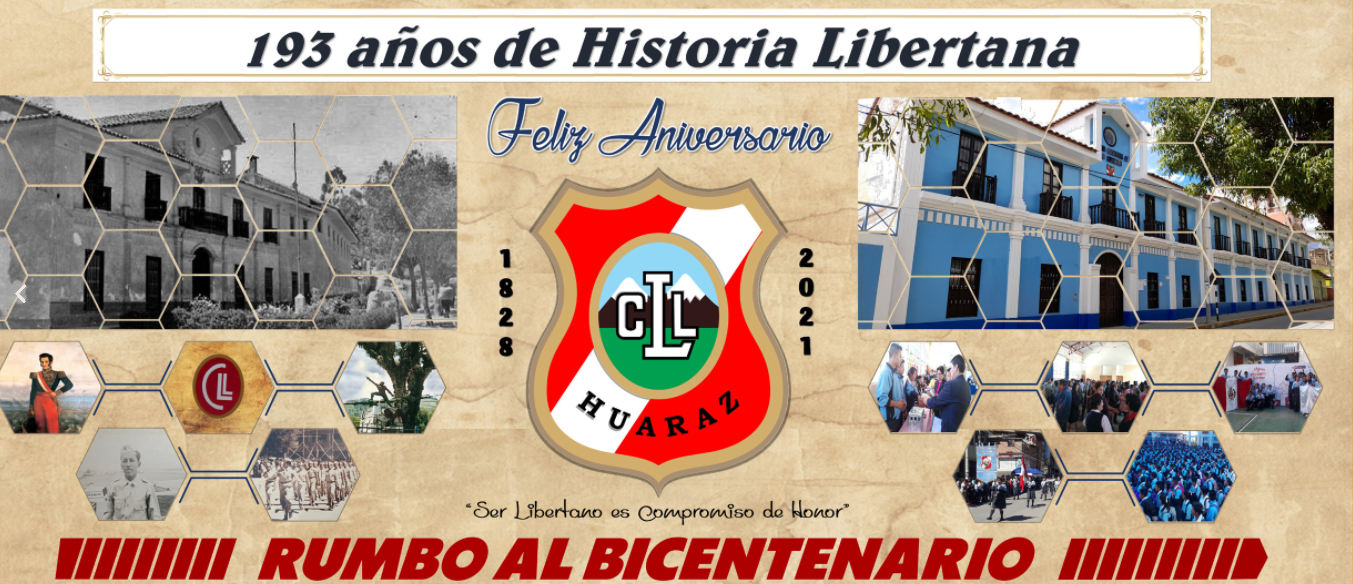 193 años de Historia Libertana
Feliz Aniversario
1828
2021
CLL
HUARAZ
CLL
"Ser Libertano es Compromiso de Honor"
RUMBO AL BICENTENARIO